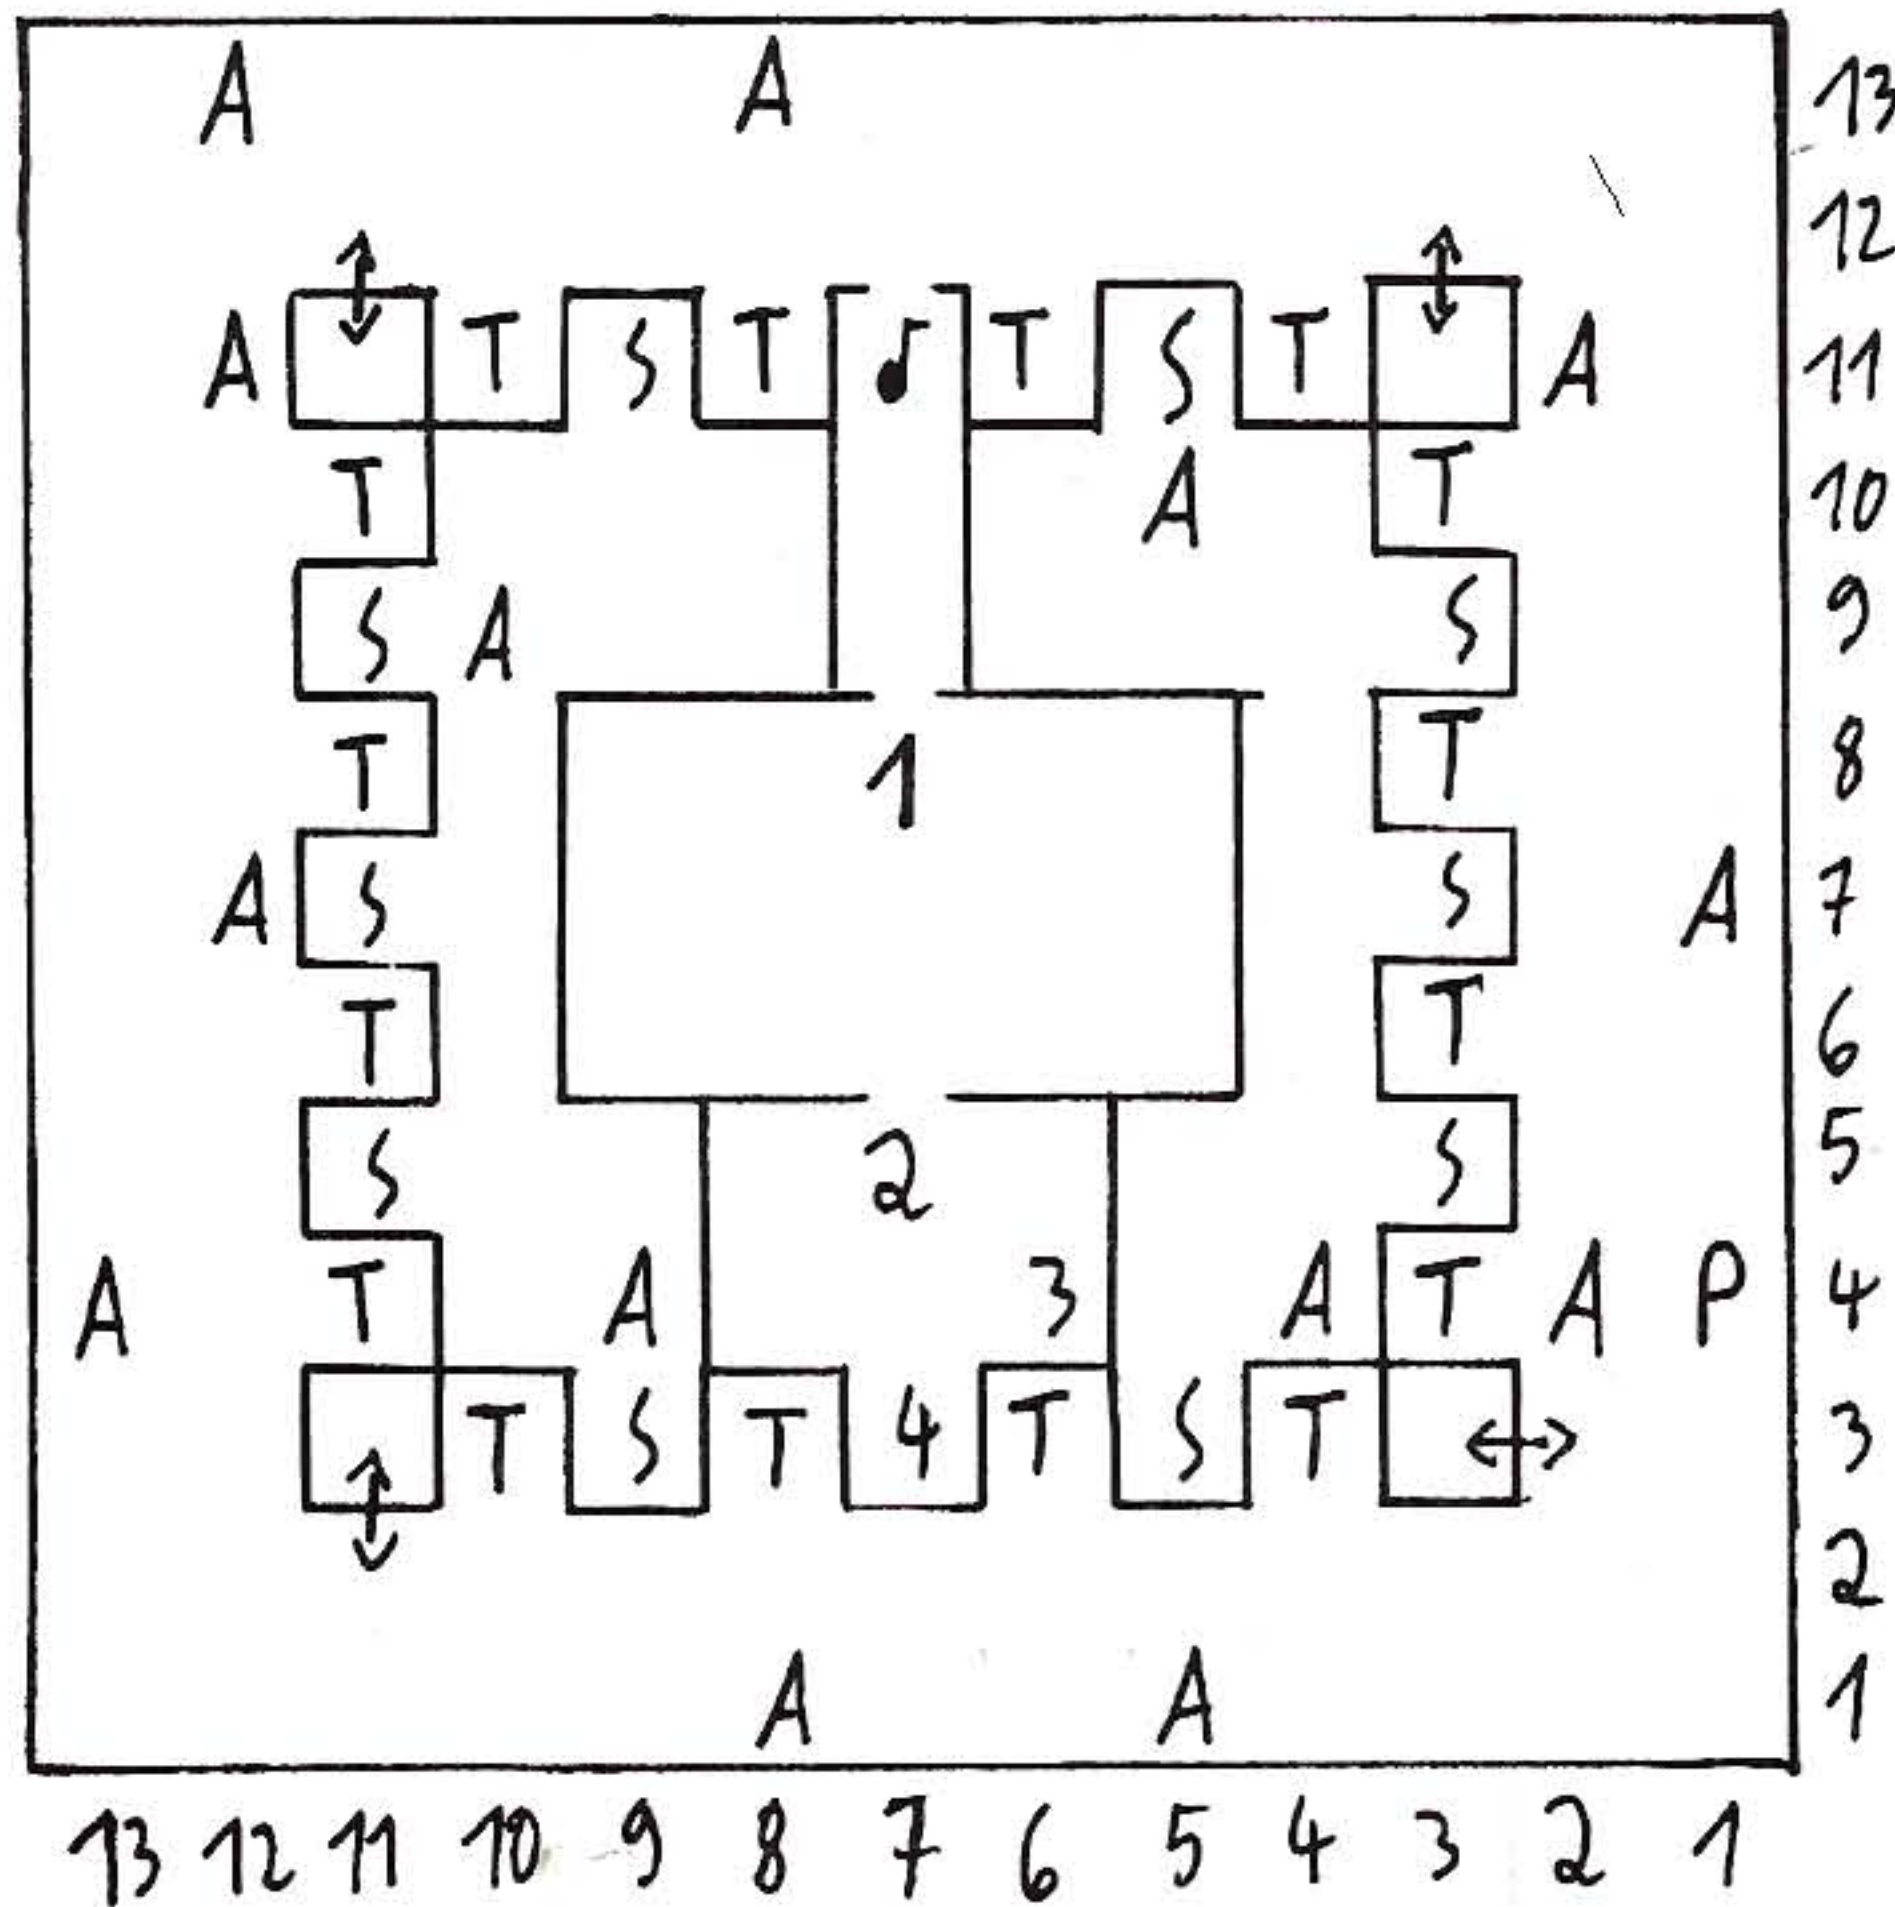 A A 13
12
A T S T ♪ T S T A 11
T A T 10
S A S 9
T 1 T 8
A S S A 7
T T 6
S 2 S 5
A T A 3 A T A P 4
T S T 4 T S T 3
2
A A 1
13 12 11 10 9 8 7 6 5 4 3 2 1